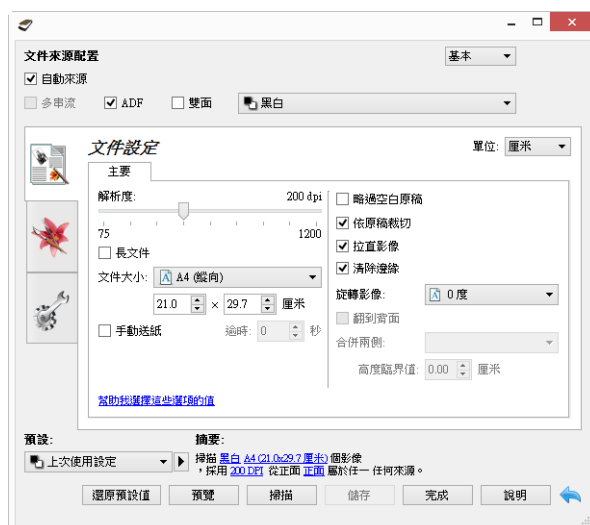 文件來源配置
基本
自動來源
多串流 ADF 雙面 黑白
文件設定
單位: 厘米
主要
解析度: 200 dpi
75 1200
長文件
文件大小: A4 (縱向)
21.0 × 29.7 厘米
手動送紙 逾時: 0 秒
幫助我選擇這些選項的值
略過空白原稿
依原稿裁切
拉直影像
清除邊緣
旋轉影像: 0 度
翻到背面
合併兩側:
高度臨界值: 0.00 厘米
預設: 摘要:
上次使用設定
掃描 黑白 A4 (21.0x29.7 厘米) 個影像
，採用 200 DPI 從正面 正面 屬於任一 任何來源。
還原預設值 預覽 掃描 儲存 完成 說明